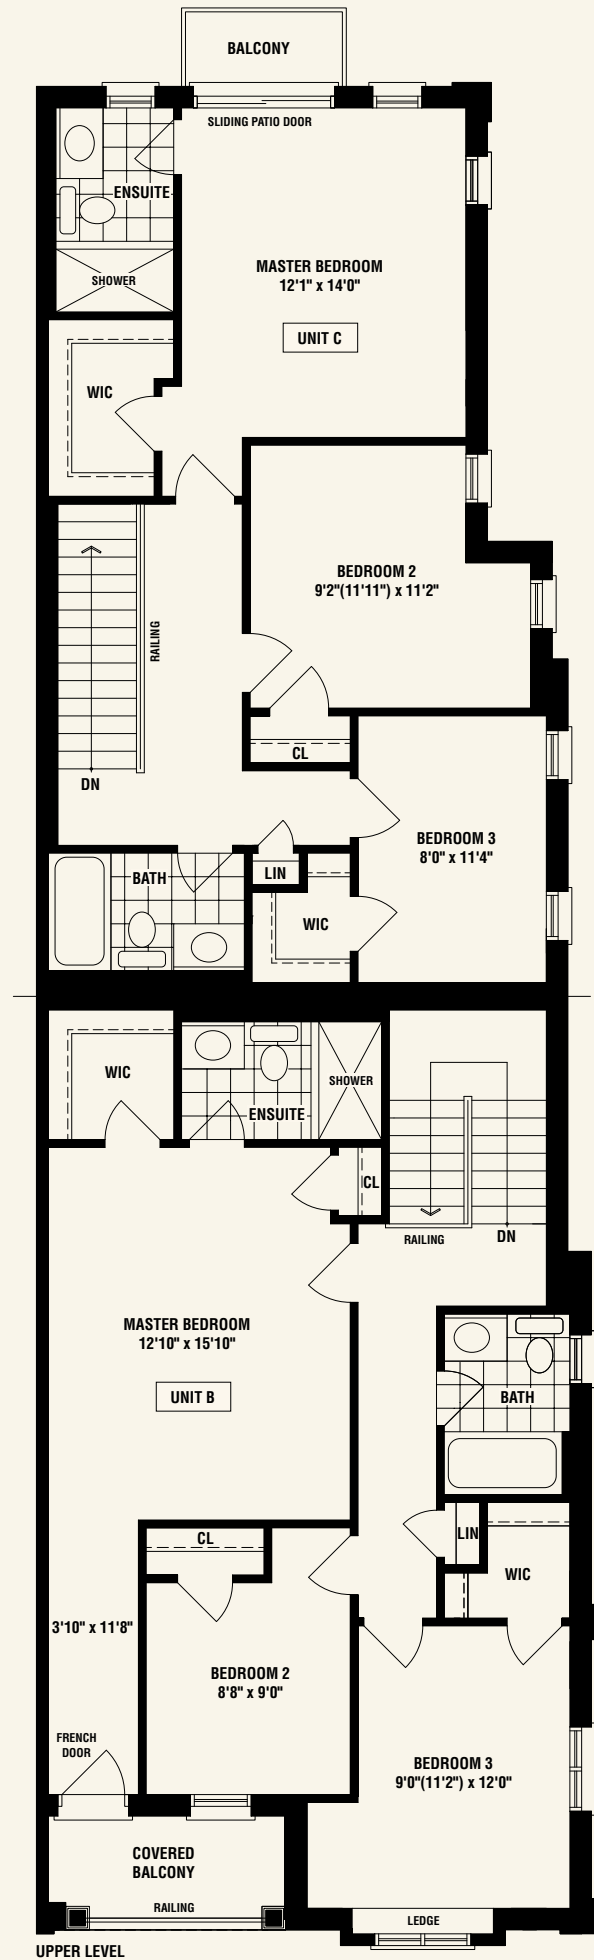 BALCONY
SLIDING PATIO DOOR
ENSUITE
SHOWER
MASTER BEDROOM
12'1" x 14'0"
UNIT C
WIC
BEDROOM 2
9'2"(11'11") x 11'2"
RAILING
CL
DN
BEDROOM 3
8'0" x 11'4"
BATH
LIN
WIC
WIC
ENSUITE
SHOWER
CL
RAILING
DN
MASTER BEDROOM
12'10" x 15'10"
UNIT B
BATH
LIN
CL
WIC
3'10" x 11'8"
BEDROOM 2
8'8" x 9'0"
FRENCH
DOOR
BEDROOM 3
9'0"(11'2") x 12'0"
COVERED
BALCONY
RAILING
LEDGE
UPPER LEVEL